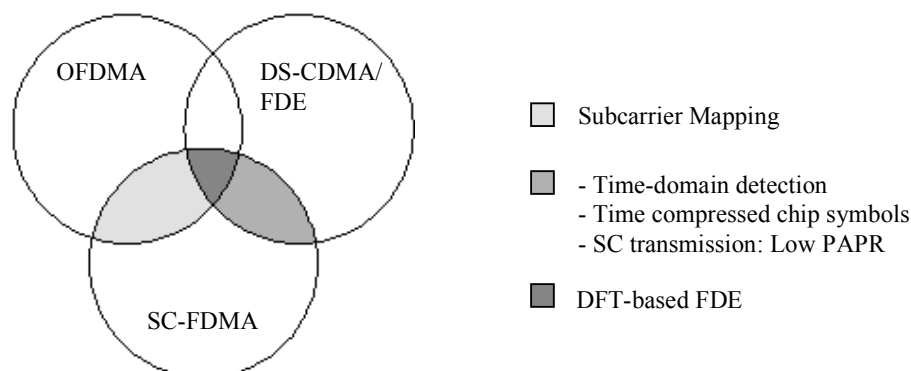 OFDMA
DS-CDMA/
FDE
SC-FDMA
Subcarrier Mapping
- Time-domain detection
- Time compressed chip symbols
- SC transmission: Low PAPR
DFT-based FDE